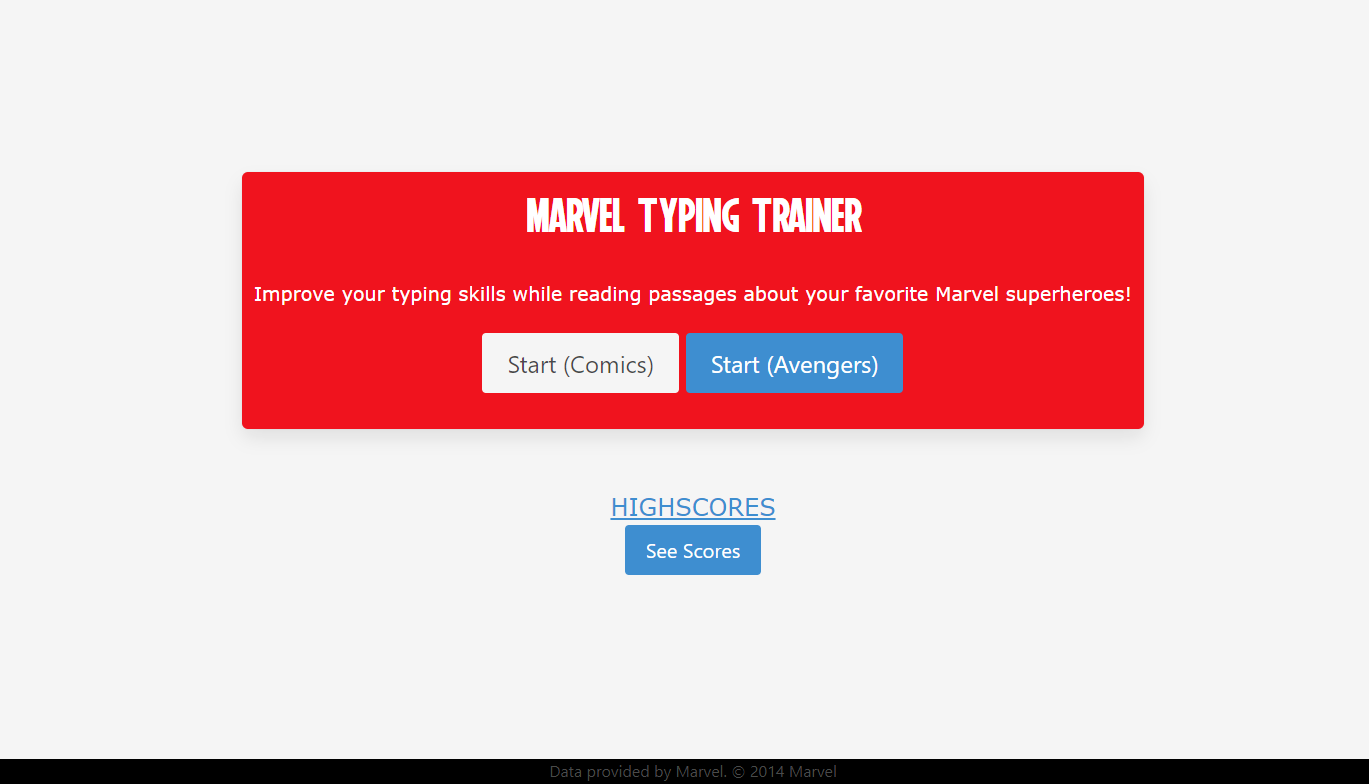 MARVEL TYPING TRAINER
Improve your typing skills while reading passages about your favorite Marvel superheroes!
Start (Comics) Start (Avengers)
HIGHSCORES
See Scores
Data provided by Marvel. © 2014 Marvel